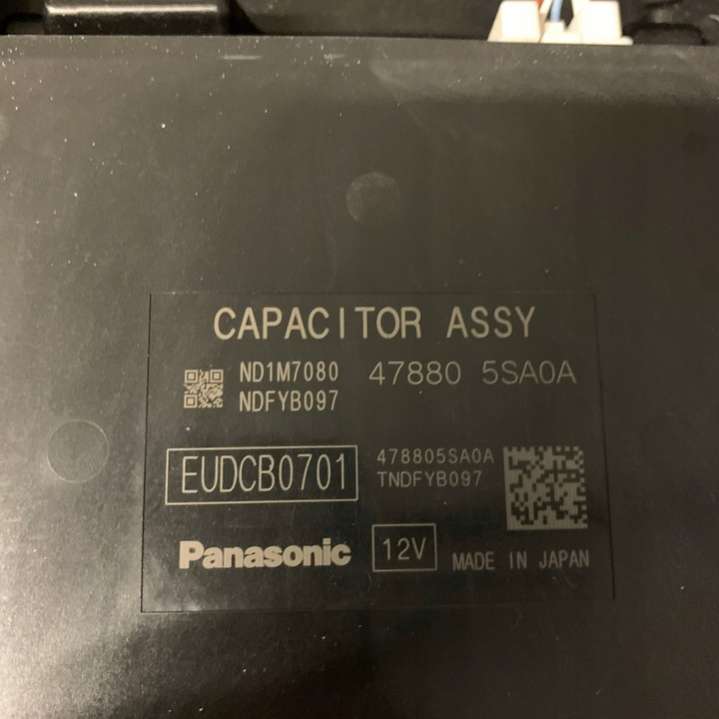 CAPACITOR ASSY
ND1M7080 47880 5SA0A
NDFYB097
EUDCB0701
478805SA0A
TNDFYB097
Panasonic 12V MADE IN JAPAN